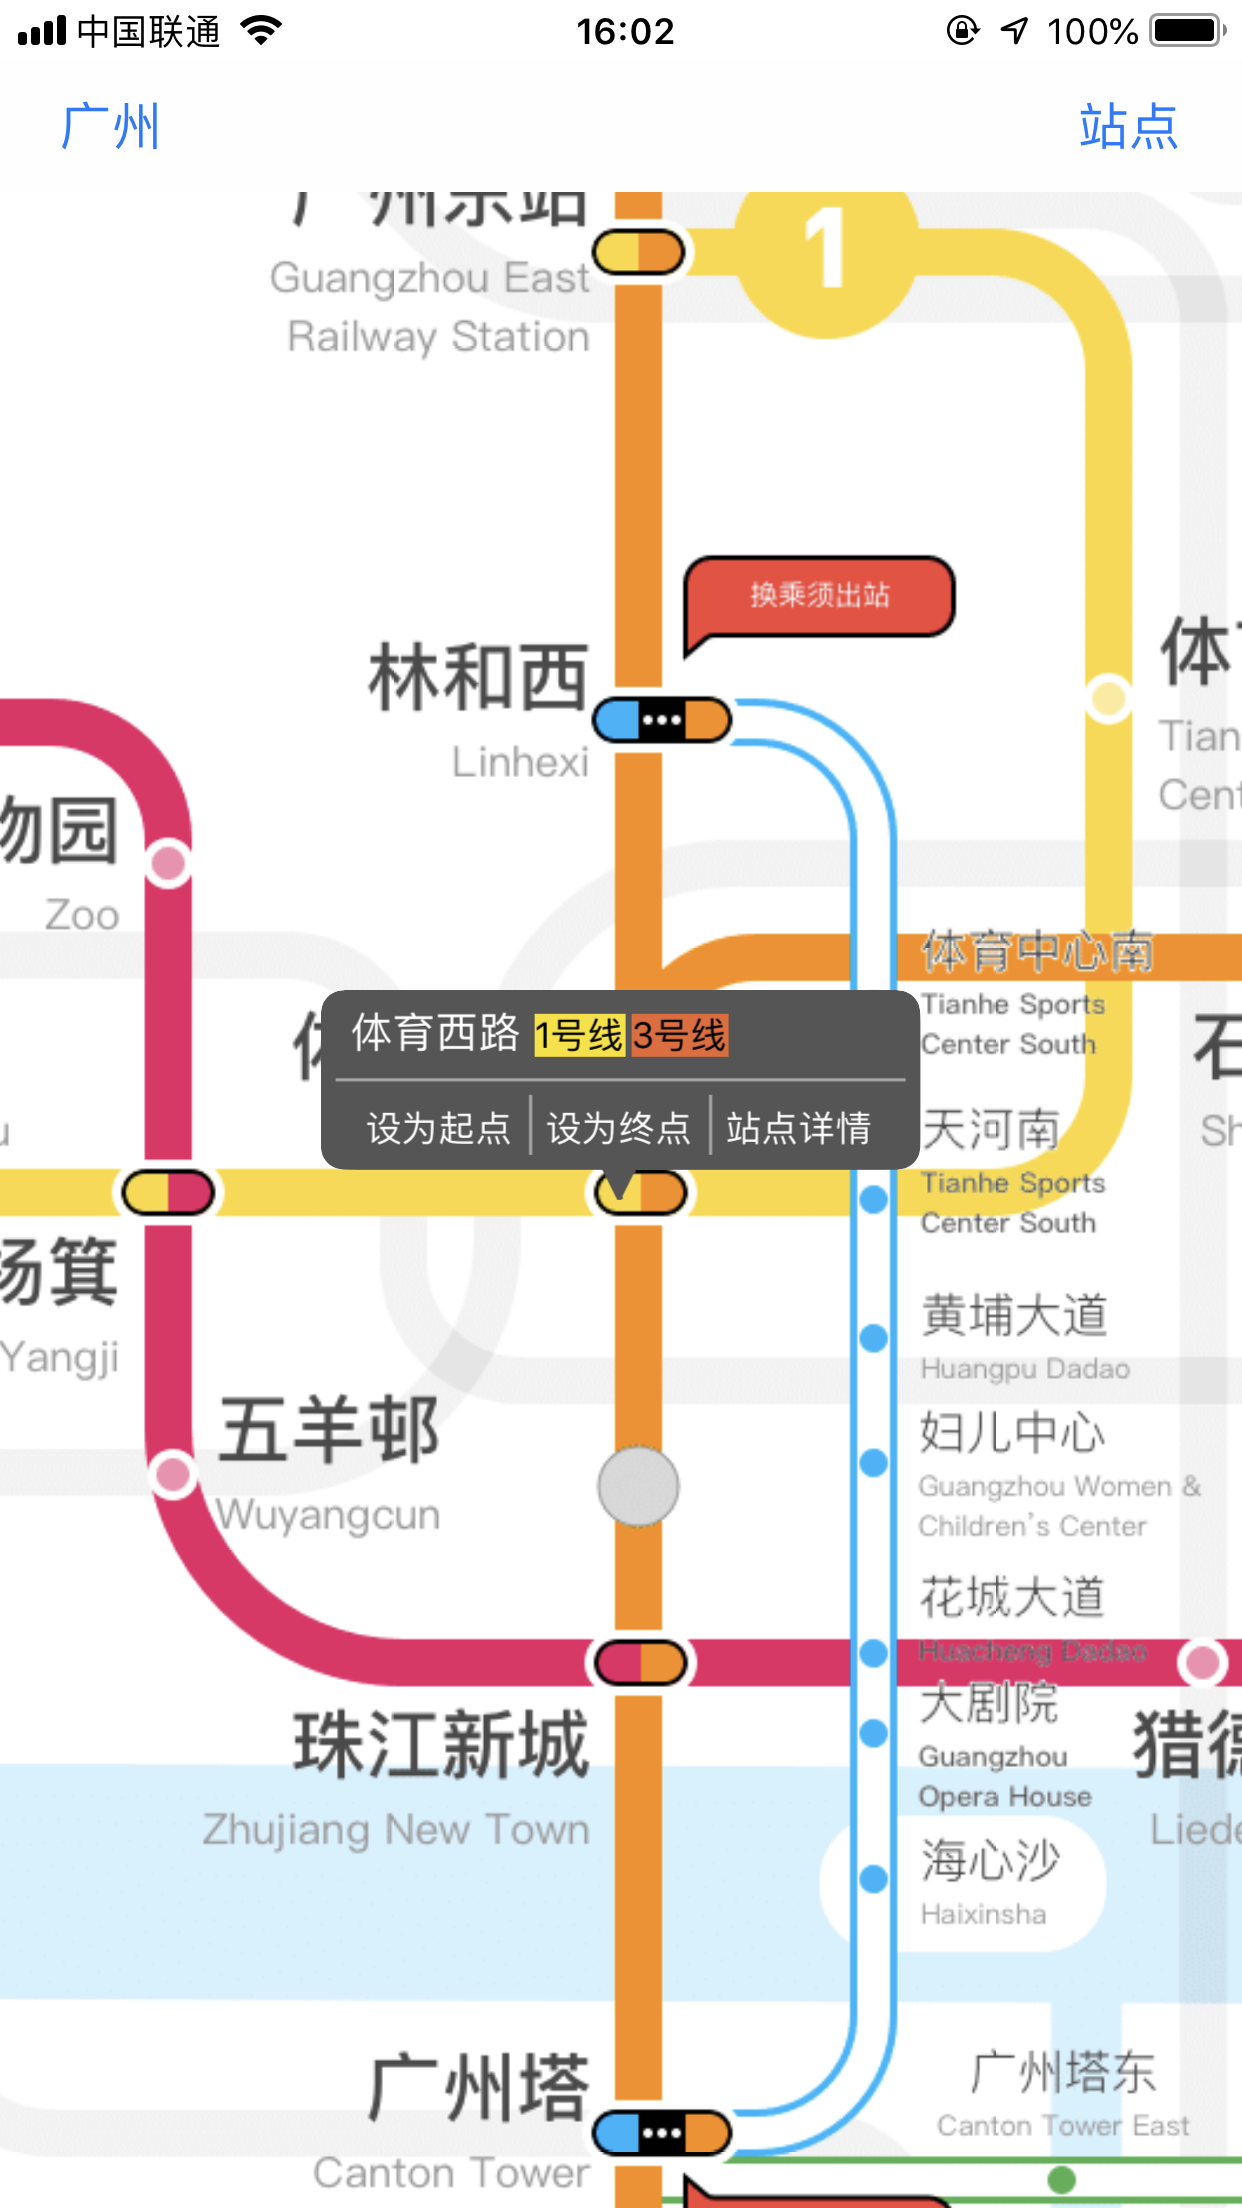 中国联通
16:02
100%
广州
站点
广州东站
Guangzhou East
Railway Station
1
换乘须出站
林和西
Linhexi
体
Tian
Cent
物园
Zoo
体育中心南
Tianhe Sports
Center South
体育西路 1号线 3号线
设为起点 设为终点 站点详情
石
Sh
天河南
Tianhe Sports
Center South
杨箕
Yangji
黄埔大道
Huangpu Dadao
五羊邨
Wuyangcun
妇儿中心
Guangzhou Women &
Children's Center
花城大道
Huacheng Dadao
珠江新城
Zhujiang New Town
大剧院
Guangzhou
Opera House
猎德
Liede
海心沙
Haixinsha
广州塔
Canton Tower
广州塔东
Canton Tower East